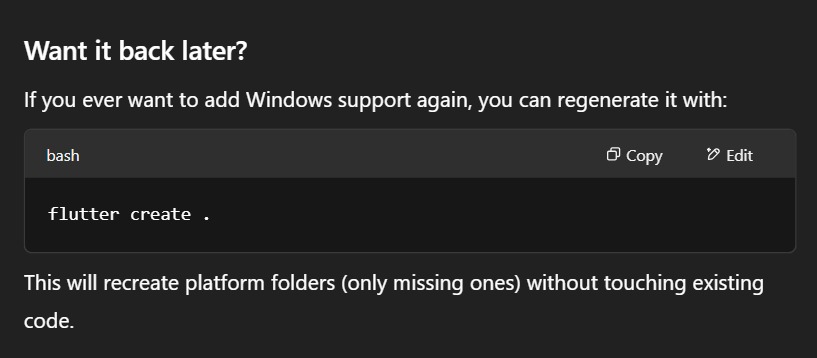 Want it back later?
If you ever want to add Windows support again, you can regenerate it with:
bash
Copy
Edit
flutter create .
This will recreate platform folders (only missing ones) without touching existing
code.